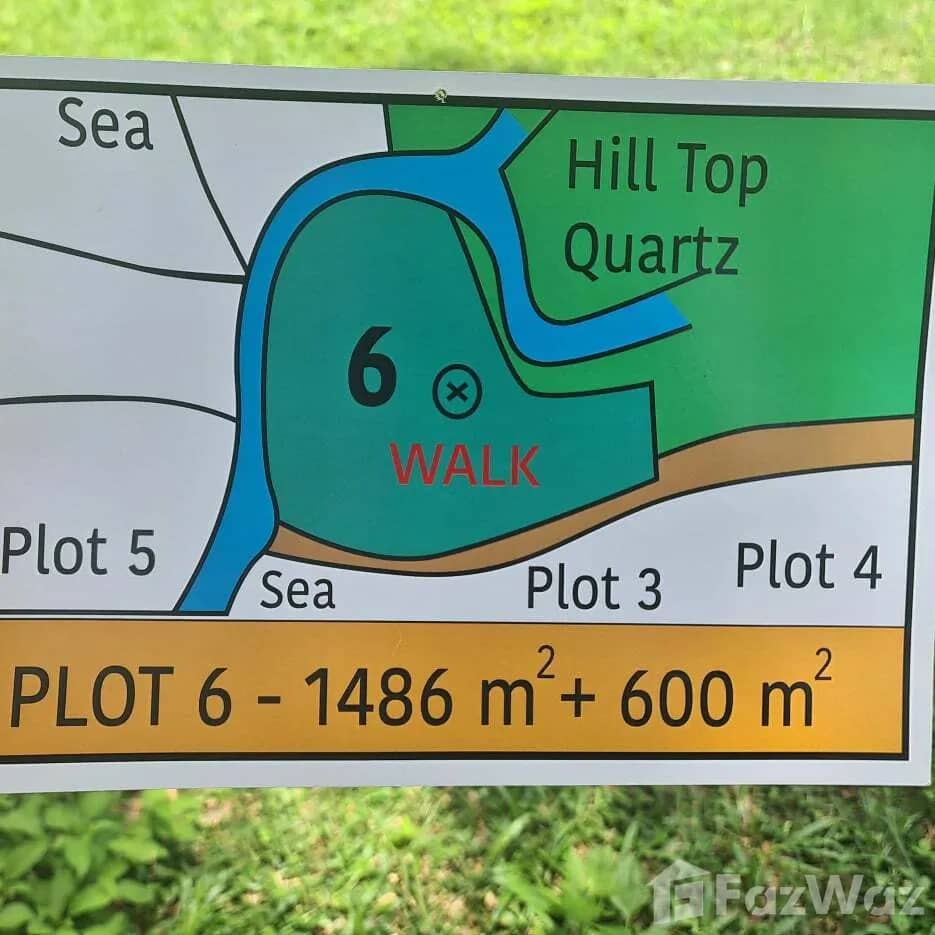 Sea
Hill Top
Quartz
6
WALK
Plot 5
Sea
Plot 3
Plot 4
PLOT 6 - 1486 m² + 600 m²
FazWaz